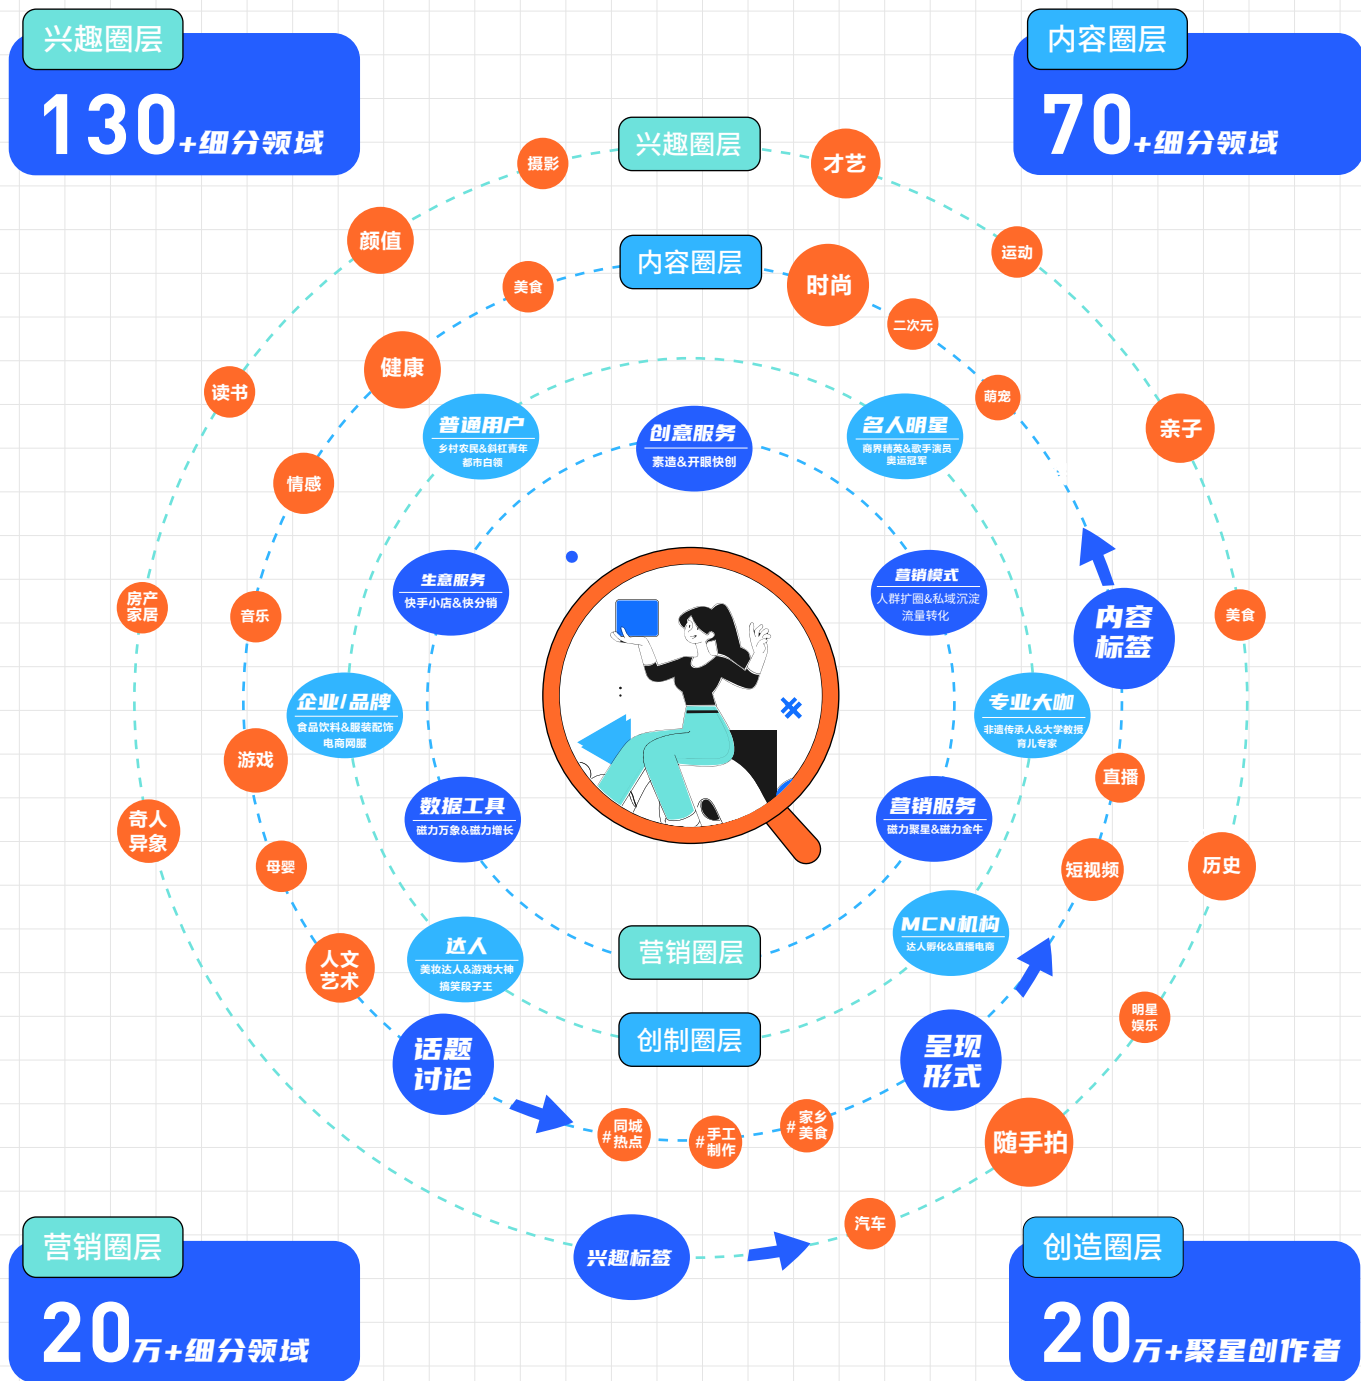 兴趣圈层
130+细分领域
内容圈层
70+细分领域
兴趣圈层
摄影
才艺
颜值
运动
内容圈层
美食
时尚
二次元
健康
萌宠
读书
亲子
普通用户
乡村农民&斜杠青年
都市白领
创意服务
素造&开眼快创
名人明星
商界精英&歌手演员
奥运冠军
情感
生意服务
快手小店&快分销
营销模式
人群扩圈&私域沉淀
流量转化
房产
家居
音乐
内容
标签
美食
企业/品牌
食品饮料&服装配饰
电商网服
专业大咖
非遗传承人&大学教授
育儿专家
游戏
直播
奇人
异象
数据工具
磁力万象&磁力增长
营销服务
磁力聚星&磁力金牛
母婴
短视频
历史
达人
美妆达人&游戏大神
搞笑段子王
营销圈层
MCN机构
达人孵化&直播电商
人文
艺术
创制圈层
明星
娱乐
话题
讨论
呈现
形式
#同城
热点
#手工
制作
#家乡
美食
随手拍
汽车
兴趣标签
营销圈层
20万+细分领域
创造圈层
20万+聚星创作者